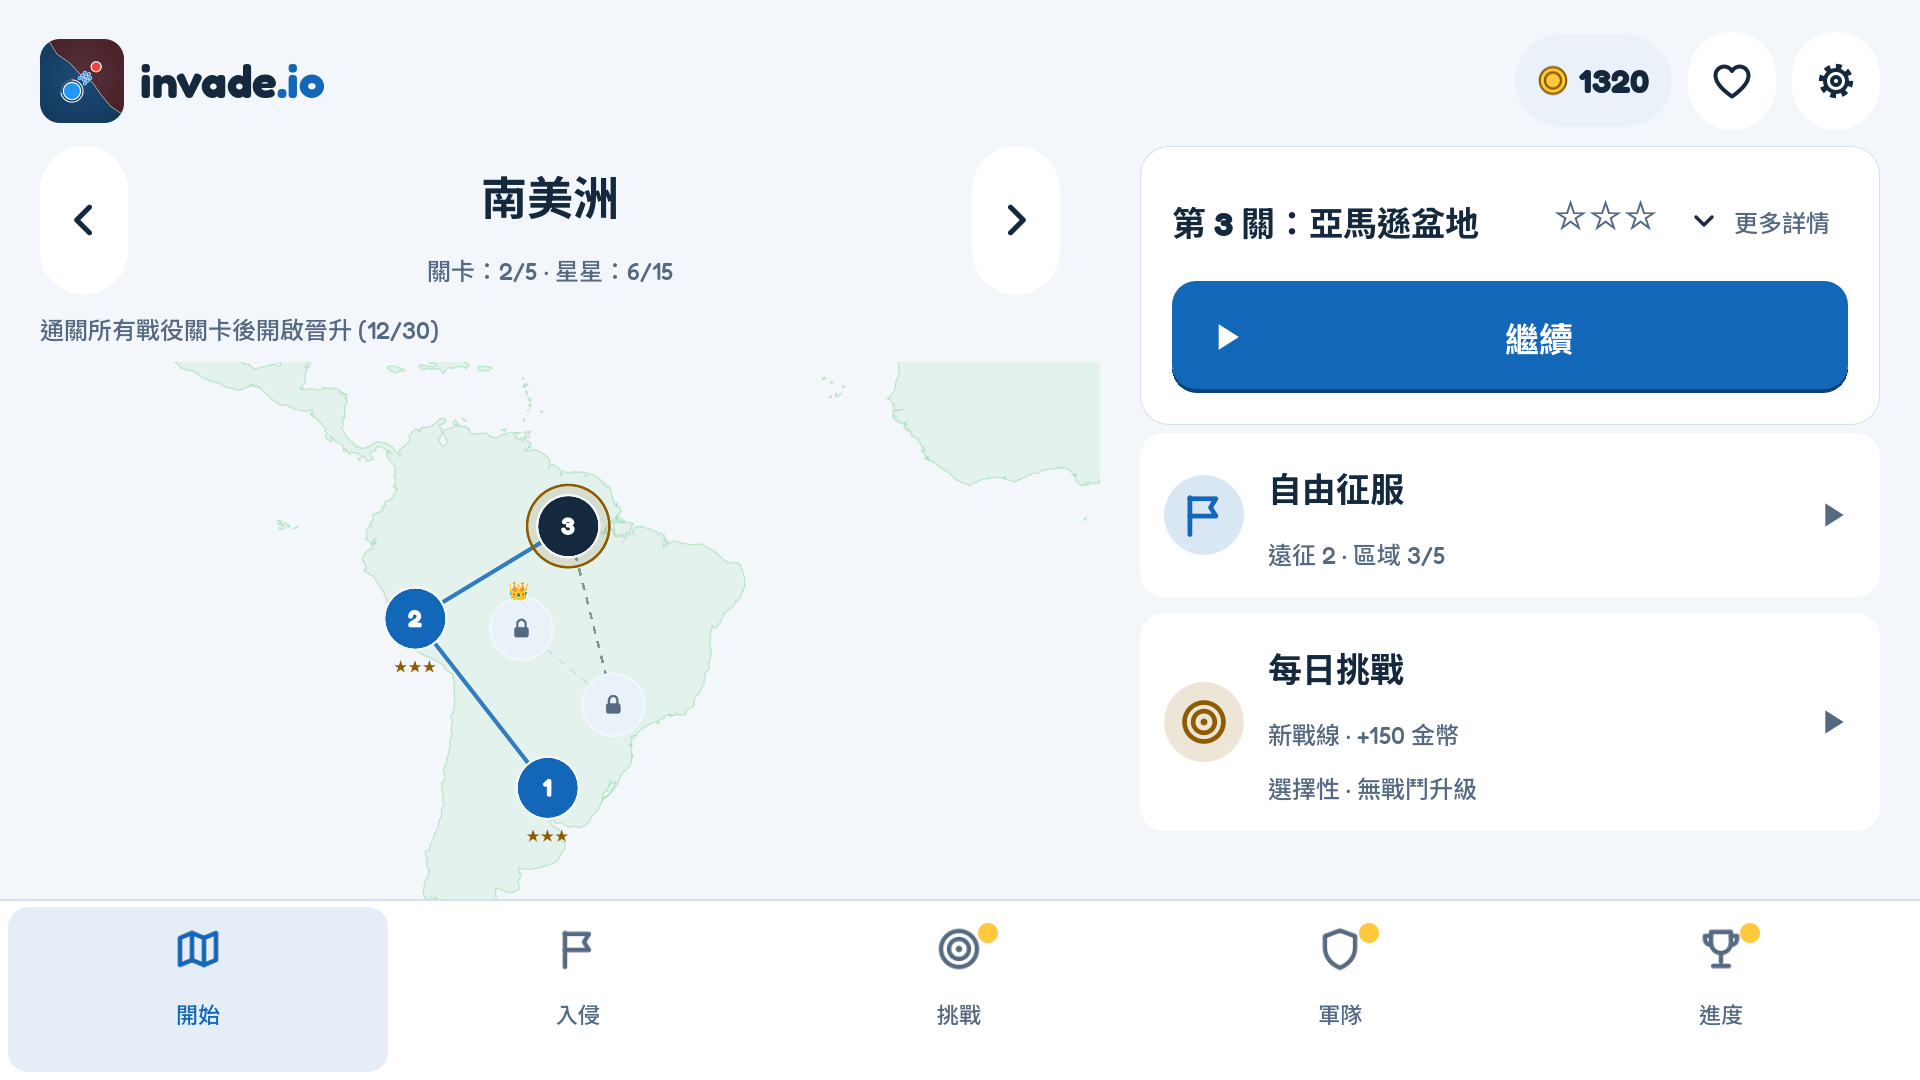 invade.io
1320
南美洲
關卡：2/5 · 星星：6/15
通關所有戰役關卡後開啟晉升 (12/30)
3
2
★★★
1
★★★
第 3 關：亞馬遜盆地
☆☆☆
更多詳情
繼續
自由征服
遠征 2 · 區域 3/5
每日挑戰
新戰線 · +150 金幣
選擇性 · 無戰鬥升級
開始
入侵
挑戰
軍隊
進度